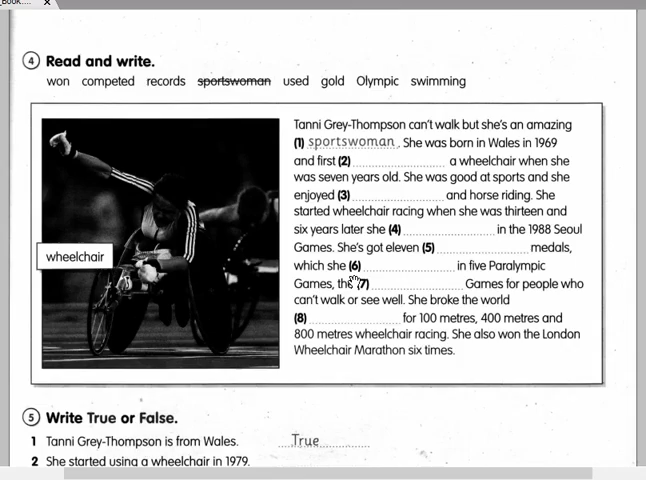 Book....
4 Read and write.
won competed records sportswoman used gold Olympic swimming
Tanni Grey-Thompson can't walk but she's an amazing
(1) sportswoman. She was born in Wales in 1969
and first (2) ........................ a wheelchair when she
was seven years old. She was good at sports and she
enjoyed (3) ........................ and horse riding. She
started wheelchair racing when she was thirteen and
six years later she (4) ........................ in the 1988 Seoul
Games. She's got eleven (5) ........................ medals,
which she (6) ........................ in five Paralympic
Games, the (7) ........................ Games for people who
can't walk or see well. She broke the world
(8) ........................ for 100 metres, 400 metres and
800 metres wheelchair racing. She also won the London
Wheelchair Marathon six times.
wheelchair
5 Write True or False.
1 Tanni Grey-Thompson is from Wales. ....True............
2 She started using a wheelchair in 1979.